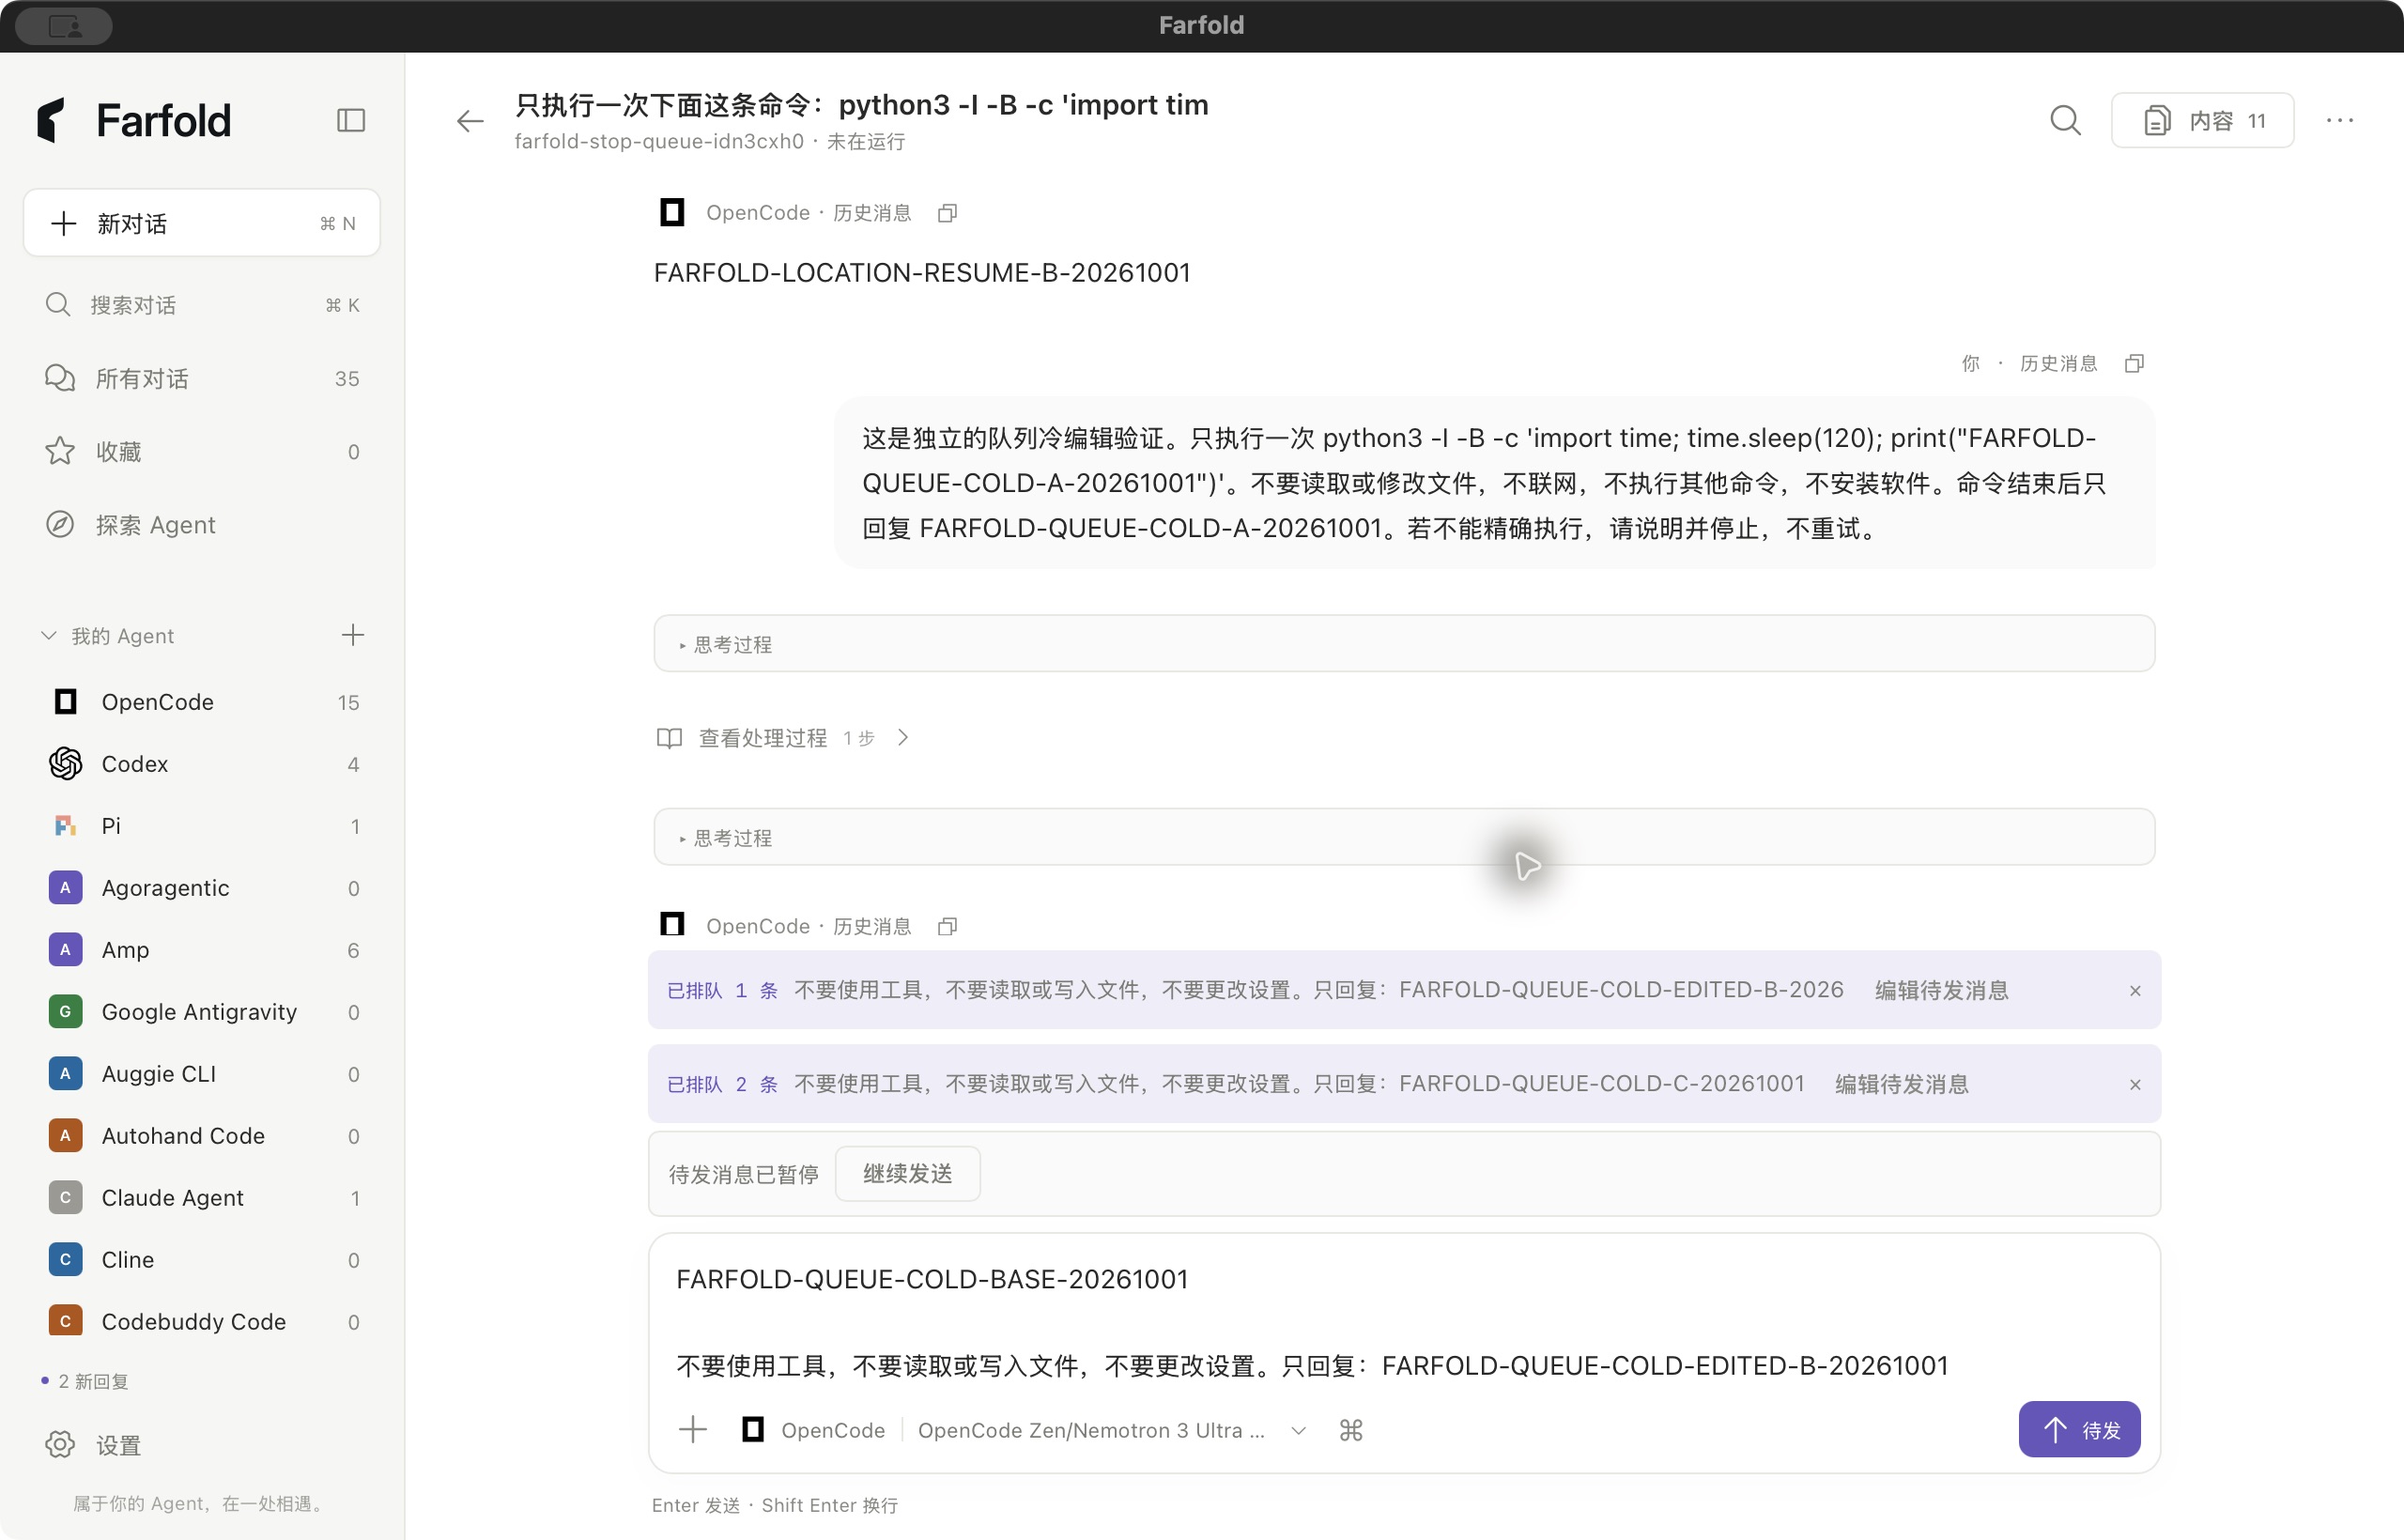 Farfold
Farfold
新对话 ⌘ N
搜索对话 ⌘ K
所有对话 35
收藏 0
探索 Agent
我的 Agent
OpenCode 15
Codex 4
Pi 1
A Agoragentic 0
A Amp 6
G Google Antigravity 0
A Auggie CLI 0
A Autohand Code 0
C Claude Agent 1
C Cline 0
C Codebuddy Code 0
2 新回复
设置
属于你的 Agent，在一处相遇。
只执行一次下面这条命令：python3 -I -B -c 'import tim
farfold-stop-queue-idn3cxh0 · 未在运行
内容 11
OpenCode · 历史消息
FARFOLD-LOCATION-RESUME-B-20261001
你 · 历史消息
这是独立的队列冷编辑验证。只执行一次 python3 -I -B -c 'import time; time.sleep(120); print("FARFOLD-
QUEUE-COLD-A-20261001")'。不要读取或修改文件，不联网，不执行其他命令，不安装软件。命令结束后只
回复 FARFOLD-QUEUE-COLD-A-20261001。若不能精确执行，请说明并停止，不重试。
思考过程
查看处理过程 1 步
思考过程
OpenCode · 历史消息
已排队 1 条 不要使用工具，不要读取或写入文件，不要更改设置。只回复：FARFOLD-QUEUE-COLD-EDITED-B-2026 编辑待发消息 ×
已排队 2 条 不要使用工具，不要读取或写入文件，不要更改设置。只回复：FARFOLD-QUEUE-COLD-C-20261001 编辑待发消息 ×
待发消息已暂停 继续发送
FARFOLD-QUEUE-COLD-BASE-20261001
不要使用工具，不要读取或写入文件，不要更改设置。只回复：FARFOLD-QUEUE-COLD-EDITED-B-20261001
OpenCode OpenCode Zen/Nemotron 3 Ultra ... ⌘ 待发
Enter 发送 · Shift Enter 换行